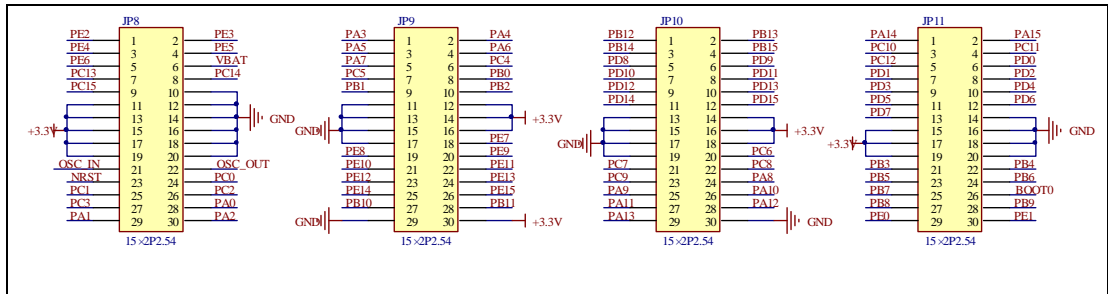 JP8 JP9 JP10 JP11
PE2 1 2 PE3 PA3 1 2 PA4 PB12 1 2 PB13 PA14 1 2 PA15
PE4 3 4 PE5 PA5 3 4 PA6 PB14 3 4 PB15 PC10 3 4 PC11
PE6 5 6 VBAT PA7 5 6 PC4 PD8 5 6 PD9 PC12 5 6 PD0
PC13 7 8 PC14 PC5 7 8 PB0 PD10 7 8 PD11 PD1 7 8 PD2
PC15 9 10 PB1 9 10 PB2 PD12 9 10 PD13 PD3 9 10 PD4
11 12 11 12 PD14 11 12 PD15 PD5 11 12 PD6
13 14 GND 13 14 +3.3V 13 14 PD7 13 14
+3.3V 15 16 GND 15 16 15 16 +3.3V 15 16 GND
17 18 17 18 PE7 GND 17 18 +3.3V 17 18
19 20 PE8 19 20 PE9 19 20 PC6 19 20
OSC_IN 21 22 OSC_OUT PE10 21 22 PE11 PC7 21 22 PC8 PB3 21 22 PB4
NRST 23 24 PC0 PE12 23 24 PE13 PC9 23 24 PA8 PB5 23 24 PB6
PC1 25 26 PC2 PE14 25 26 PE15 PA9 25 26 PA10 PB7 25 26 BOOT0
PC3 27 28 PA0 PB10 27 28 PB11 PA11 27 28 PA12 PB8 27 28 PB9
PA1 29 30 PA2 GND 29 30 +3.3V PA13 29 30 GND PE0 29 30 PE1
15×2P2.54 15×2P2.54 15×2P2.54 15×2P2.54